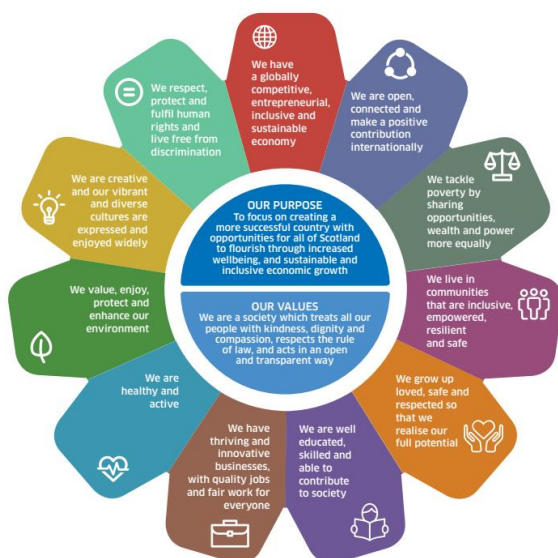 We have
a globally
competitive,
entrepreneurial,
inclusive and
sustainable
economy
We are open,
connected and
make a positive
contribution
internationally
We tackle
poverty by
sharing
opportunities,
wealth and power
more equally
We live in
communities
that are inclusive,
empowered,
resilient
and safe
We grow up
loved, safe and
respected so
that we
realise our
full potential
We are well
educated,
skilled and
able to
contribute
to society
We have
thriving and
innovative
businesses,
with quality jobs
and fair work for
everyone
We are
healthy and
active
We value, enjoy,
protect and
enhance our
environment
We are creative
and our vibrant
and diverse
cultures are
expressed and
enjoyed widely
We respect,
protect and
fulfil human
rights and
live free from
discrimination
OUR PURPOSE
To focus on creating a
more successful country with
opportunities for all of Scotland
to flourish through increased
wellbeing, and sustainable and
inclusive economic growth
OUR VALUES
We are a society which treats all our
people with kindness, dignity and
compassion, respects the rule
of law, and acts in an open
and transparent way